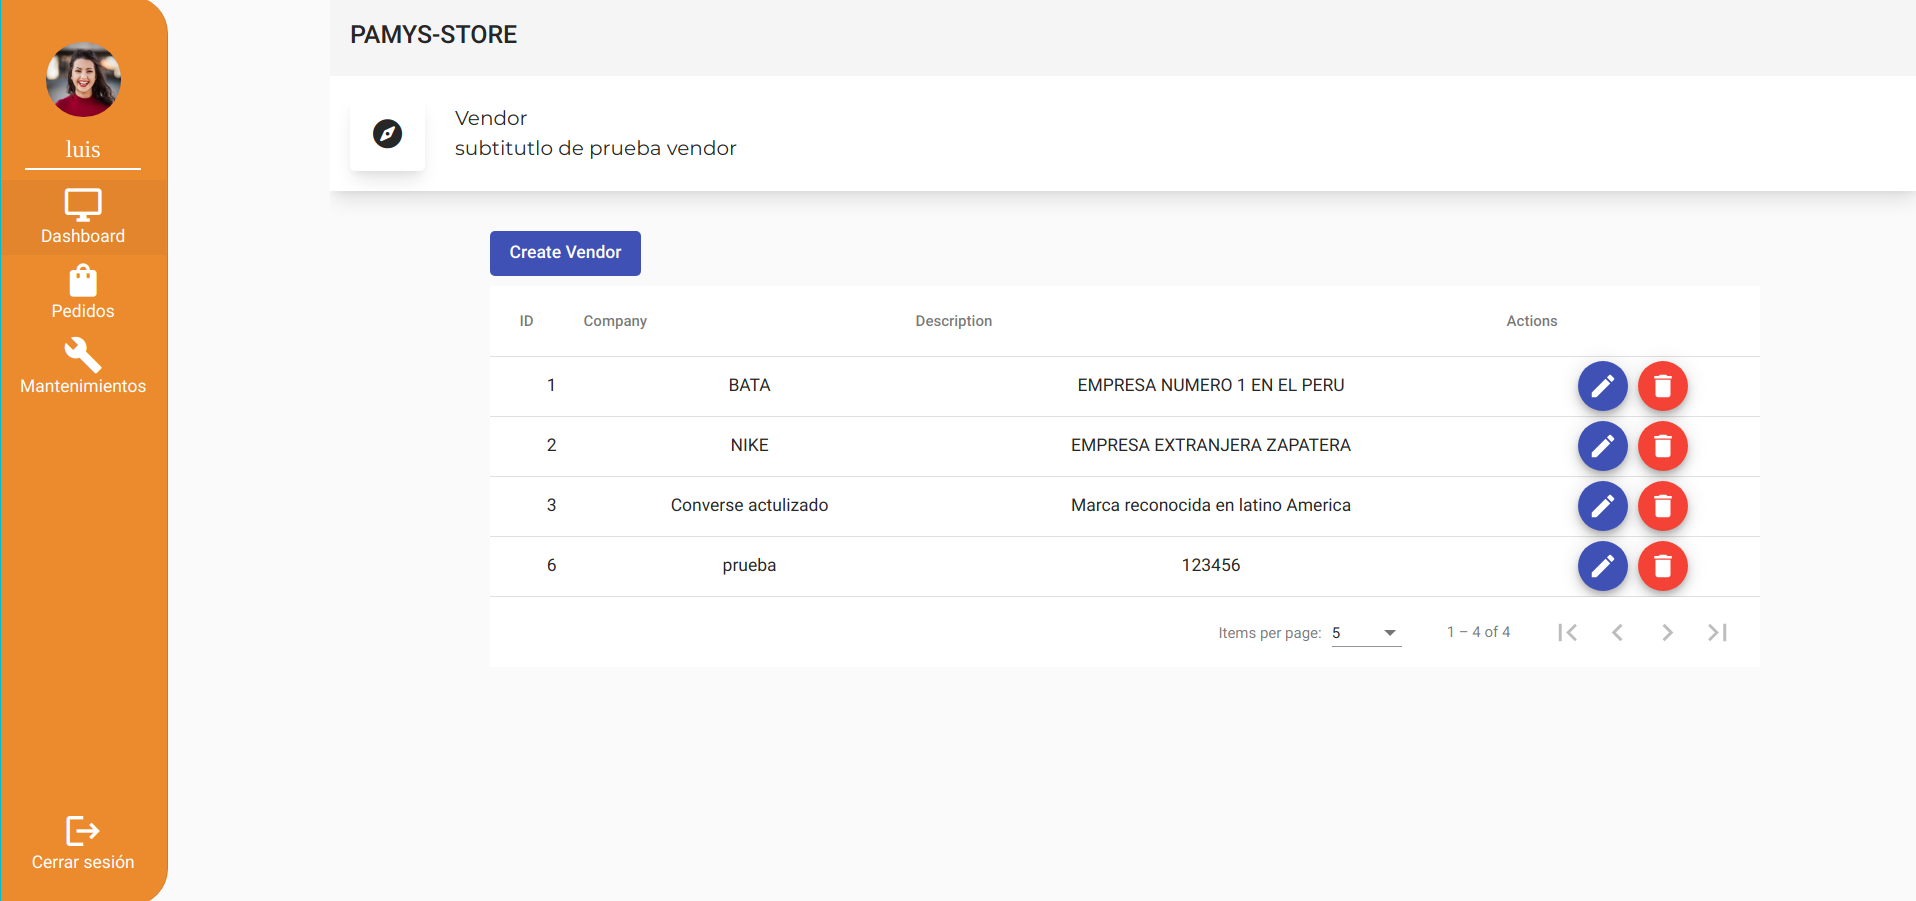 PAMYS-STORE
luis
Dashboard
Pedidos
Mantenimientos
Cerrar sesión
Vendor
subtitutlo de prueba vendor
Create Vendor
ID Company Description Actions
1 BATA EMPRESA NUMERO 1 EN EL PERU
2 NIKE EMPRESA EXTRANJERA ZAPATERA
3 Converse actulizado Marca reconocida en latino America
6 prueba 123456
Items per page: 5 1 – 4 of 4